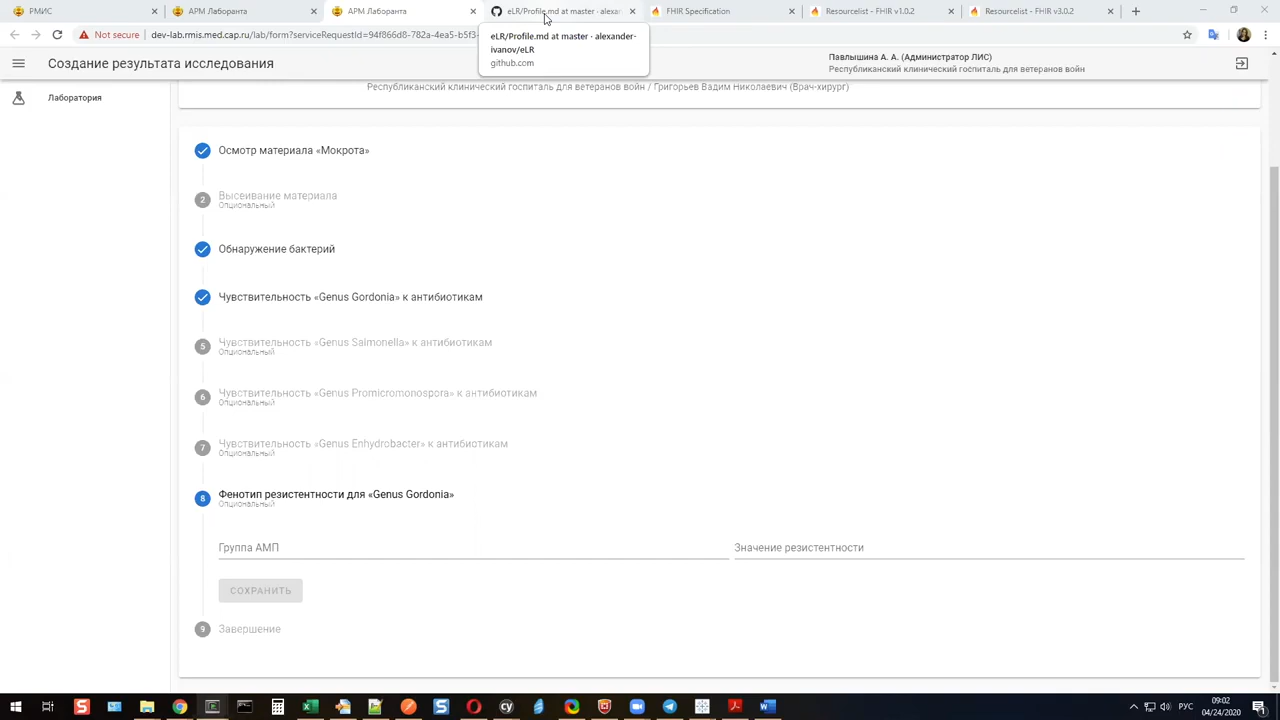 РМИС
АРМ Лаборанта
АРМ Лаборанта
eLR/Profile.md at master · alexan
FHIR Specification
Resourcelist - FHIR v1.0.2
Resourcelist - FHIR v3.0.2
Not secure
dev-lab.rmis.med.cap.ru/lab/form?serviceRequestId=94f866d8-782a-4ea5-b5f3-
eLR/Profile.md at master · alexander-
ivanov/eLR
github.com
Создание результата исследования
Павлышина А. А. (Администратор ЛИС)
Республиканский клинический госпиталь для ветеранов войн
Лаборатория
Республиканский клинический госпиталь для ветеранов войн / Григорьев Вадим Николаевич (Врач-хирург)
Осмотр материала «Мокрота»
2 Высеивание материала
Опциональный
Обнаружение бактерий
Чувствительность «Genus Gordonia» к антибиотикам
5 Чувствительность «Genus Salmonella» к антибиотикам
Опциональный
6 Чувствительность «Genus Promicromonospora» к антибиотикам
Опциональный
7 Чувствительность «Genus Enhydrobacter» к антибиотикам
Опциональный
8 Фенотип резистентности для «Genus Gordonia»
Опциональный
Группа АМП
Значение резистентности
СОХРАНИТЬ
9 Завершение
РУС
09:02
04/24/2020